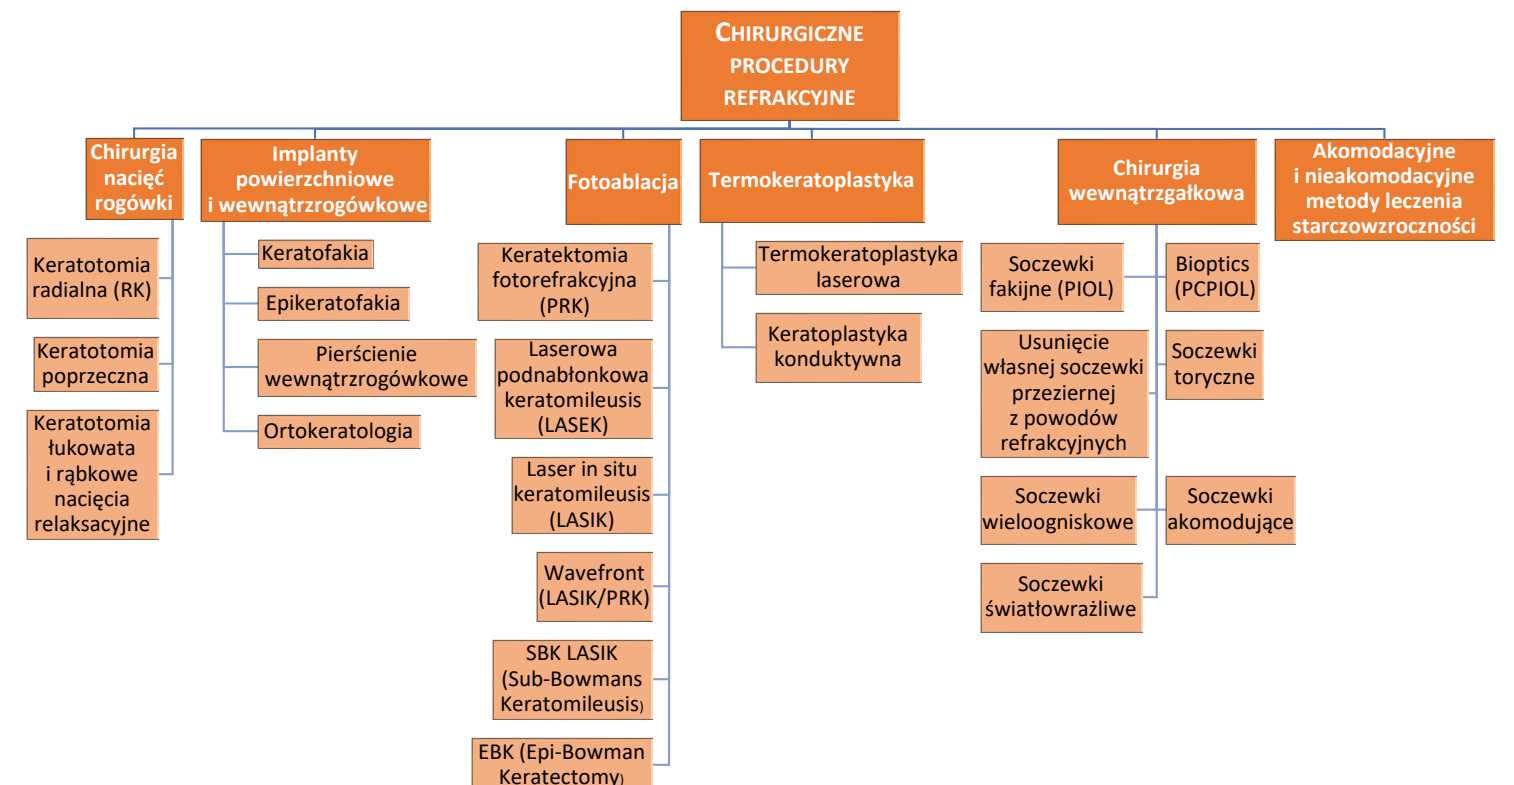 CHIRURGICZNE
PROCEDURY
REFRAKCYJNE
Chirurgia
nacięć
rogówki
Keratotomia
radialna (RK)
Keratotomia
poprzeczna
Keratotomia
łukowata
i rąbkowe
nacięcia
relaksacyjne
Implanty
powierzchniowe
i wewnątrzrogówkowe
Keratofakia
Epikeratofakia
Pierścienie
wewnątrzrogówkowe
Ortokeratologia
Fotoablacja
Keratektomia
fotorefrakcyjna
(PRK)
Laserowa
podnabłonkowa
keratomileusis
(LASEK)
Laser in situ
keratomileusis
(LASIK)
Wavefront
(LASIK/PRK)
SBK LASIK
(Sub-Bowmans
Keratomileusis)
EBK (Epi-Bowman
Keratectomy)
Termokeratoplastyka
Termokeratoplastyka
laserowa
Keratoplastyka
konduktywna
Chirurgia
wewnątrzgałkowa
Soczewki
fakijne (PIOL)
Bioptics
(PCPIOL)
Usunięcie
własnej soczewki
przeziernej
z powodów
refrakcyjnych
Soczewki
toryczne
Soczewki
wieloogniskowe
Soczewki
akomodujące
Soczewki
światłowrażliwe
Akomodacyjne
i nieakomodacyjne
metody leczenia
starczowzroczności